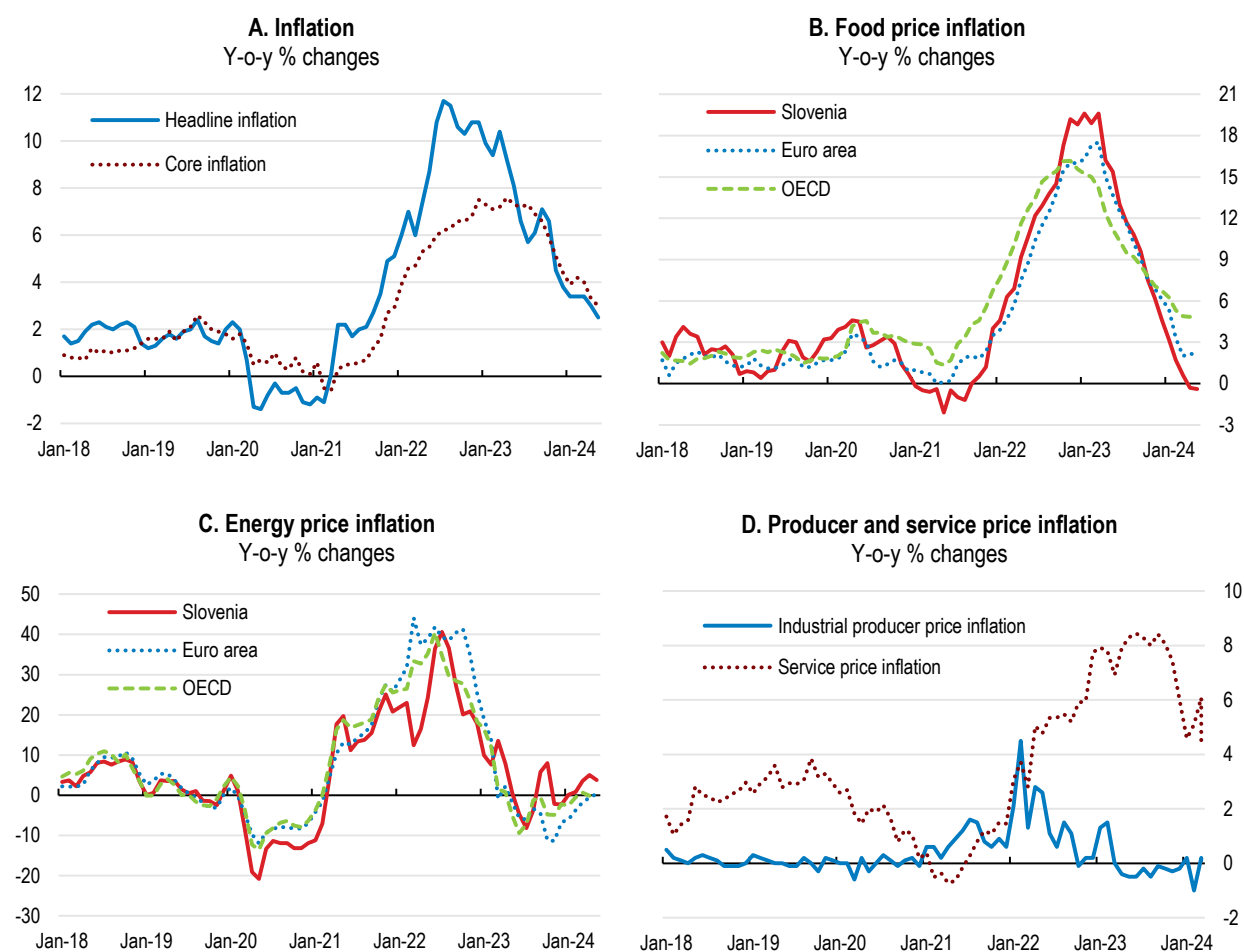 A. Inflation
Y-o-y % changes
12
10
8
6
4
2
0
-2
Headline inflation
Core inflation
Jan-18 Jan-19 Jan-20 Jan-21 Jan-22 Jan-23 Jan-24
B. Food price inflation
Y-o-y % changes
21
18
15
12
9
6
3
0
-3
Slovenia
Euro area
OECD
Jan-18 Jan-19 Jan-20 Jan-21 Jan-22 Jan-23 Jan-24
C. Energy price inflation
Y-o-y % changes
50
40
30
20
10
0
-10
-20
-30
Slovenia
Euro area
OECD
Jan-18 Jan-19 Jan-20 Jan-21 Jan-22 Jan-23 Jan-24
D. Producer and service price inflation
Y-o-y % changes
10
8
6
4
2
0
-2
Industrial producer price inflation
Service price inflation
Jan-18 Jan-19 Jan-20 Jan-21 Jan-22 Jan-23 Jan-24